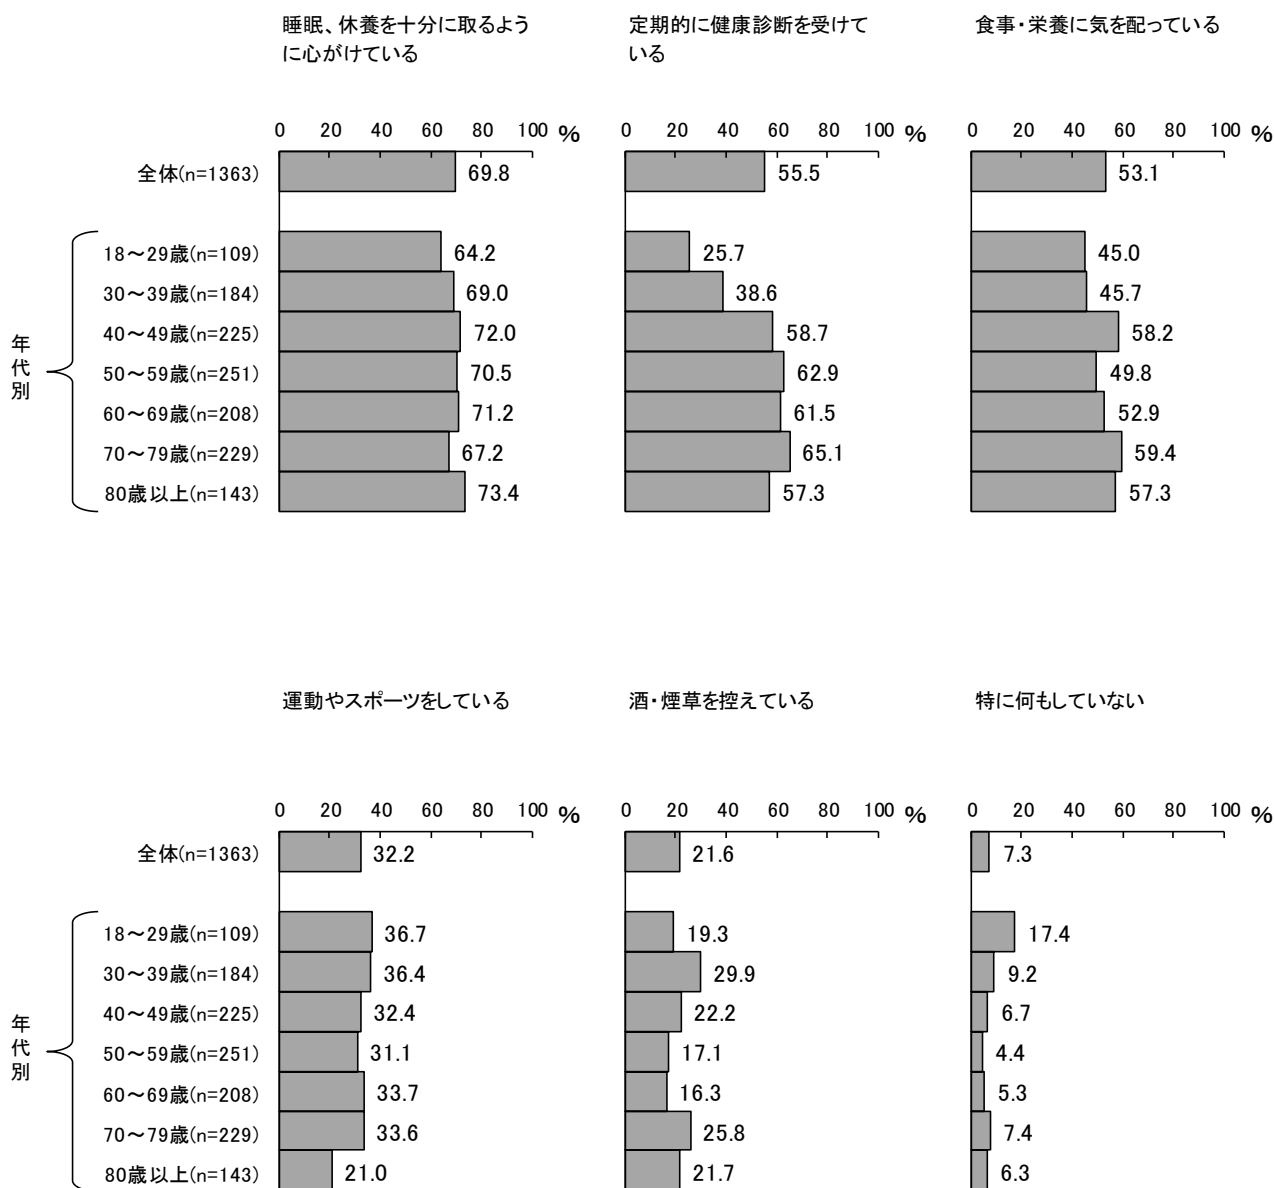 睡眠、休養を十分に取るよう
に心がけている
定期的に健康診断を受けて
いる
食事・栄養に気を配っている
0 20 40 60 80 100 %
0 20 40 60 80 100 %
0 20 40 60 80 100 %
全体(n=1363) 69.8 55.5 53.1
年代別
18～29歳(n=109) 64.2 25.7 45.0
30～39歳(n=184) 69.0 38.6 45.7
40～49歳(n=225) 72.0 58.7 58.2
50～59歳(n=251) 70.5 62.9 49.8
60～69歳(n=208) 71.2 61.5 52.9
70～79歳(n=229) 67.2 65.1 59.4
80歳以上(n=143) 73.4 57.3 57.3
運動やスポーツをしている
酒・煙草を控えている
特に何もしていない
0 20 40 60 80 100 %
0 20 40 60 80 100 %
0 20 40 60 80 100 %
全体(n=1363) 32.2 21.6 7.3
年代別
18～29歳(n=109) 36.7 19.3 17.4
30～39歳(n=184) 36.4 29.9 9.2
40～49歳(n=225) 32.4 22.2 6.7
50～59歳(n=251) 31.1 17.1 4.4
60～69歳(n=208) 33.7 16.3 5.3
70～79歳(n=229) 33.6 25.8 7.4
80歳以上(n=143) 21.0 21.7 6.3